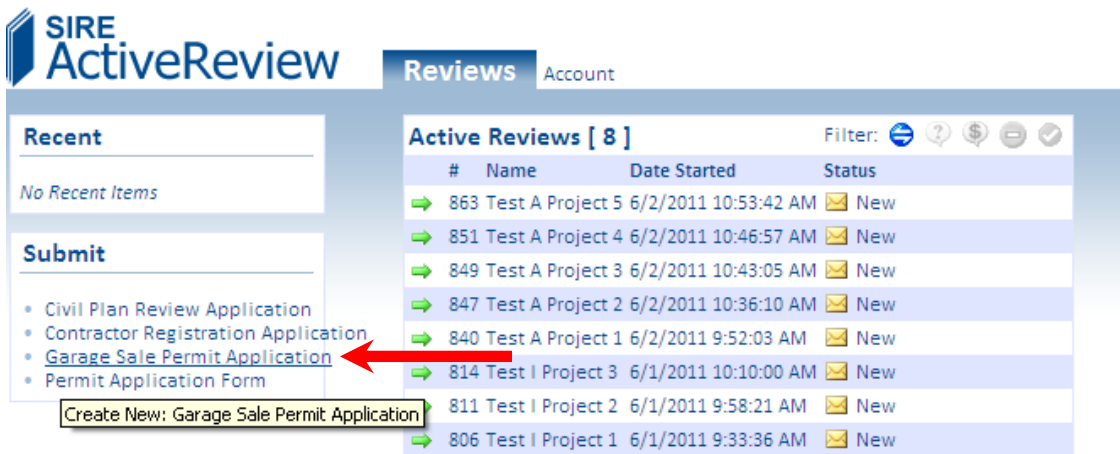 SIRE
ActiveReview
Reviews Account
Recent
No Recent Items
Submit
Civil Plan Review Application
Contractor Registration Application
Garage Sale Permit Application
Permit Application Form
Create New: Garage Sale Permit Application
Active Reviews [ 8 ] Filter:
# Name Date Started Status
863 Test A Project 5 6/2/2011 10:53:42 AM New
851 Test A Project 4 6/2/2011 10:46:57 AM New
849 Test A Project 3 6/2/2011 10:43:05 AM New
847 Test A Project 2 6/2/2011 10:36:10 AM New
840 Test A Project 1 6/2/2011 9:52:03 AM New
814 Test I Project 3 6/1/2011 10:10:00 AM New
811 Test I Project 2 6/1/2011 9:58:21 AM New
806 Test I Project 1 6/1/2011 9:33:36 AM New